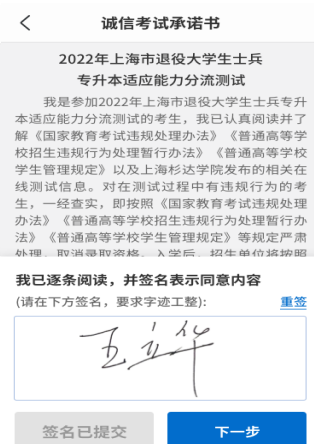 诚信考试承诺书
2022年上海市退役大学生士兵
专升本适应能力分流测试
我是参加2022年上海市退役大学生士兵专升
本适应能力分流测试的考生，我已认真阅读并了
解《国家教育考试违规处理办法》《普通高等学
校招生违规行为处理暂行办法》《普通高等学校
学生管理规定》以及上海杉达学院发布的相关在
线测试信息。对在测试过程中有违规行为的考
生，一经查实，即按照《国家教育考试违规处理
办法》《普通高等学校招生违规行为处理暂行办
法》《普通高等学校学生管理规定》等规定严肃
处理，取消录取资格。入学后，招生单位将按照
我已逐条阅读，并签名表示同意内容
(请在下方签名，要求字迹工整):
重签
王立华
签名已提交
下一步